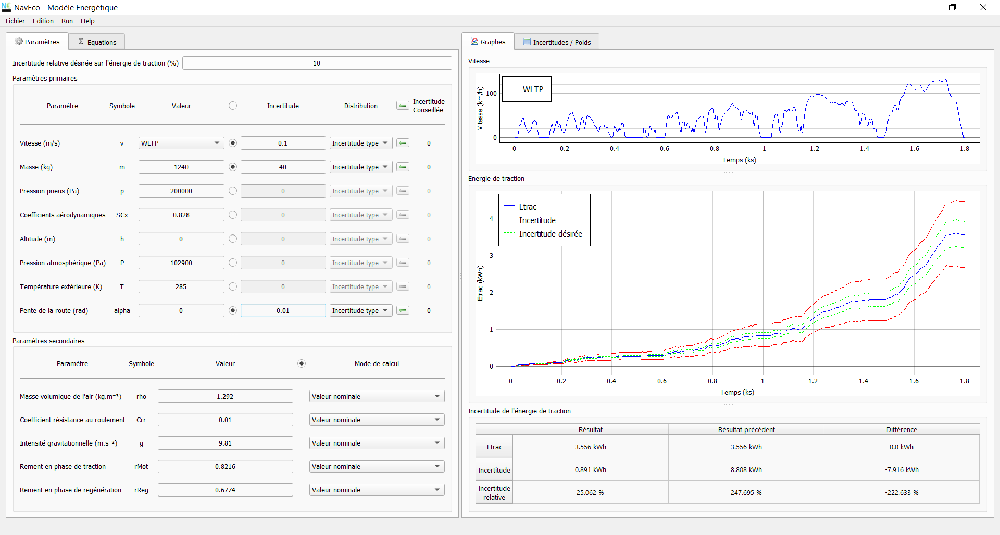 NavEco - Modèle Energétique
Fichier Edition Run Help
Paramètres
Σ Equations
Incertitude relative désirée sur l'énergie de traction (%) 10
Paramètres primaires
Paramètre Symbole Valeur Incertitude Distribution Incertitude Conseillée
Vitesse (m/s) v WLTP 0.1 Incertitude type 0
Masse (kg) m 1240 40 Incertitude type 0
Pression pneus (Pa) p 200000 0 Incertitude type 0
Coefficients aérodynamiques SCx 0.828 0 Incertitude type 0
Altitude (m) h 0 0 Incertitude type 0
Pression atmosphérique (Pa) P 102900 0 Incertitude type 0
Température extérieure (K) T 285 0 Incertitude type 0
Pente de la route (rad) alpha 0 0.01 Incertitude type 0
Paramètres secondaires
Paramètre Symbole Valeur Mode de calcul
Masse volumique de l'air (kg.m⁻³) rho 1.292 Valeur nominale
Coefficient résistance au roulement Crr 0.01 Valeur nominale
Intensité gravitationnelle (m.s⁻²) g 9.81 Valeur nominale
Rement en phase de traction rMot 0.8216 Valeur nominale
Rement en phase de regénération rReg 0.6774 Valeur nominale
Graphes
Incertitudes / Poids
Vitesse
WLTP
Vitesse (km/h)
100
0
0 0.2 0.4 0.6 0.8 1 1.2 1.4 1.6 1.8
Temps (ks)
Energie de traction
Etrac
Incertitude
Incertitude désirée
Etrac (kWh)
4
3
2
1
0
0 0.2 0.4 0.6 0.8 1 1.2 1.4 1.6 1.8
Temps (ks)
Incertitude de l'énergie de traction
Résultat Résultat précédent Différence
Etrac 3.556 kWh 3.556 kWh 0.0 kWh
Incertitude 0.891 kWh 8.808 kWh -7.916 kWh
Incertitude relative 25.062 % 247.695 % -222.633 %